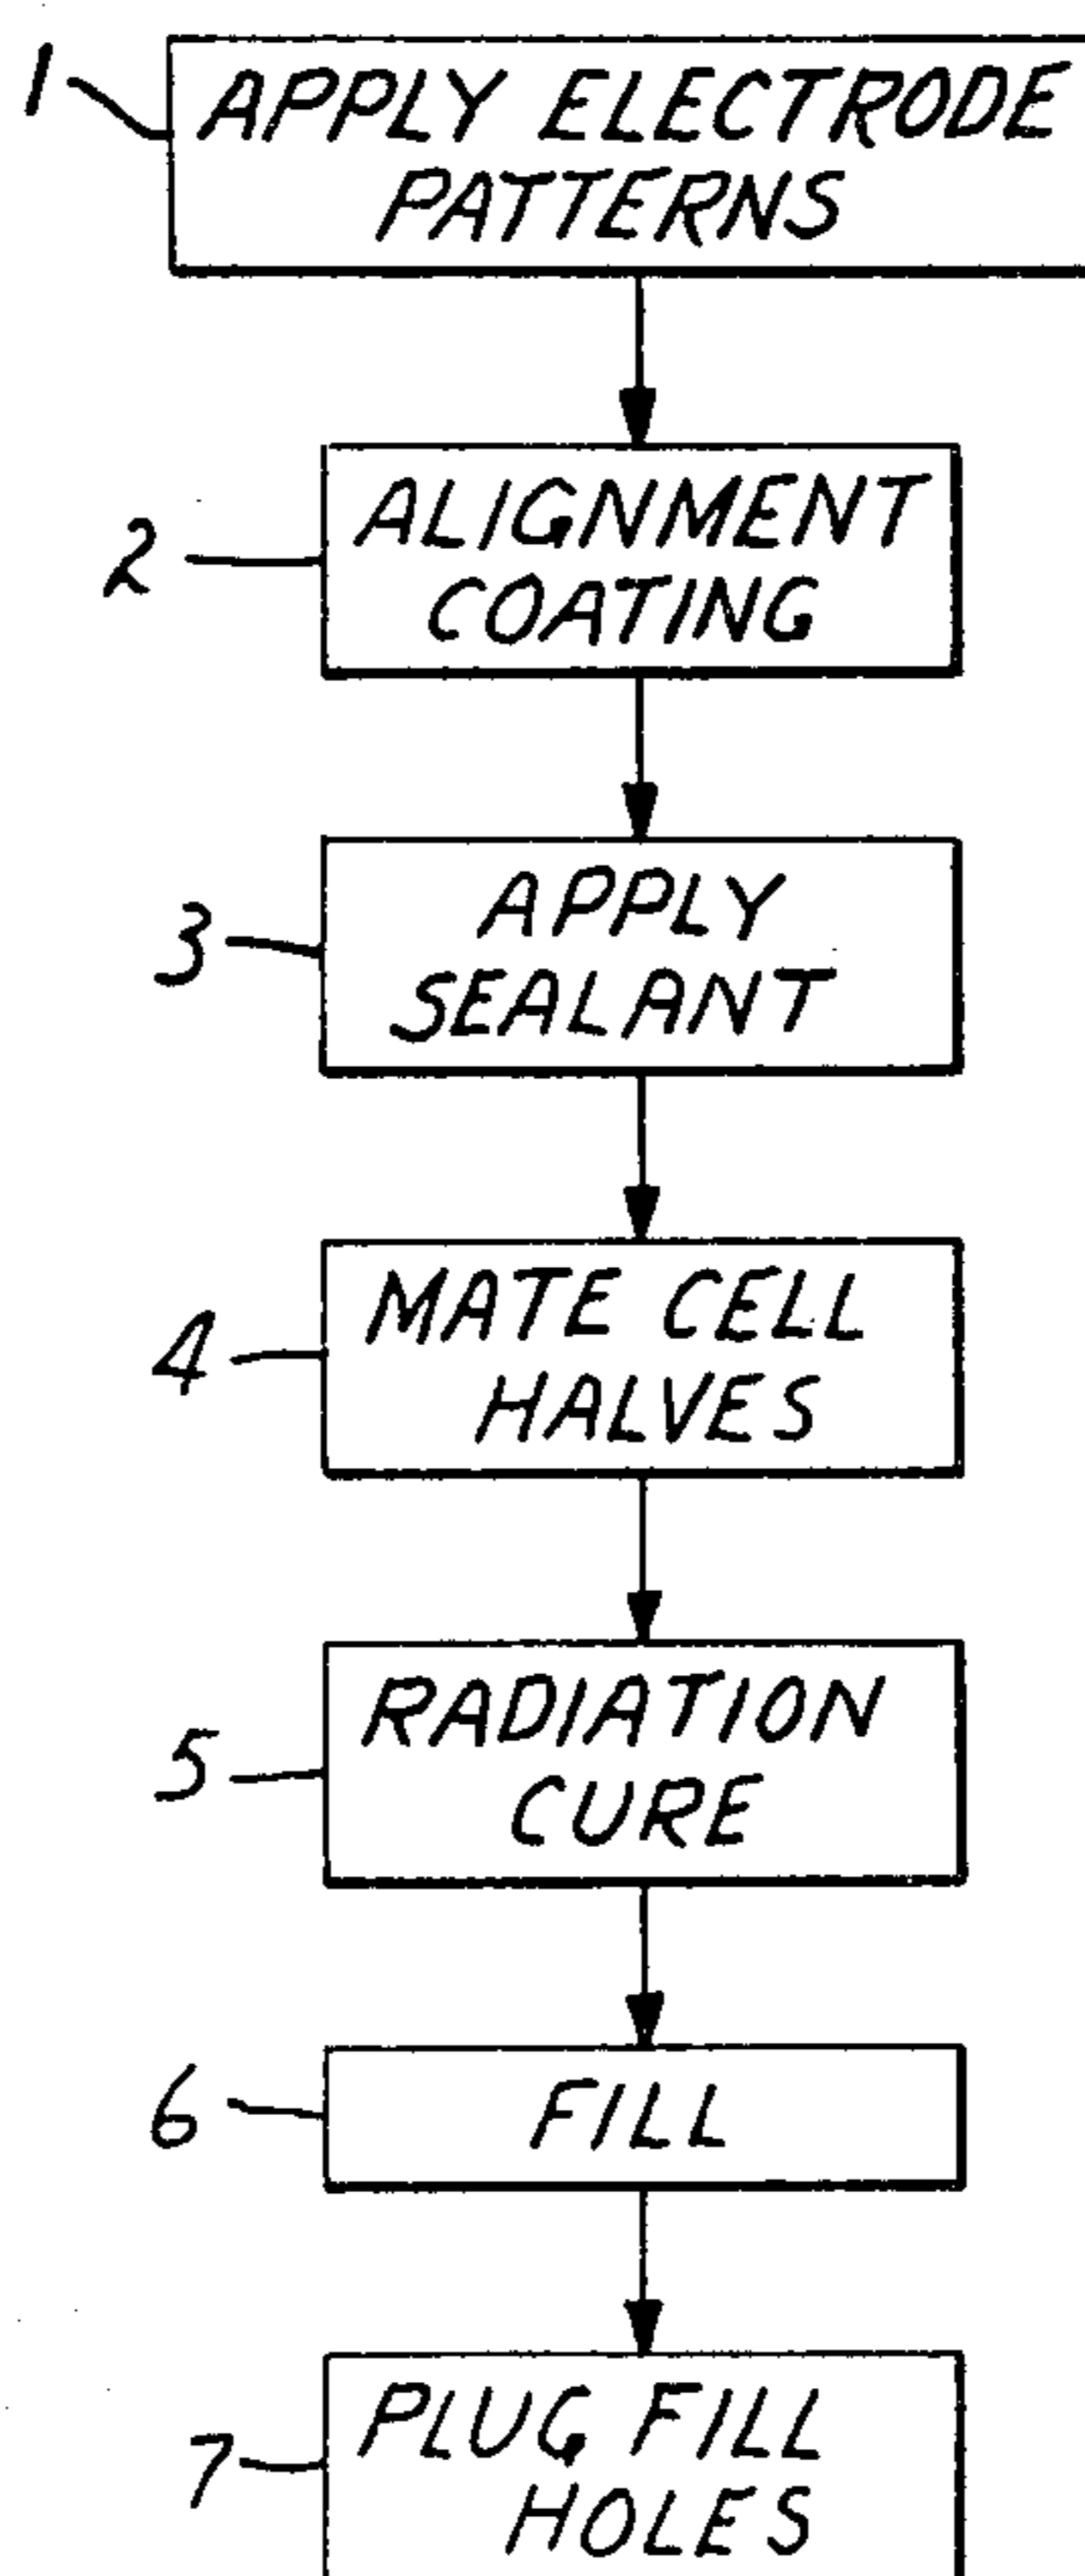 1
APPLY ELECTRODE
PATTERNS
2
ALIGNMENT
COATING
3
APPLY
SEALANT
4
MATE CELL
HALVES
5
RADIATION
CURE
6
FILL
7
PLUG FILL
HOLES